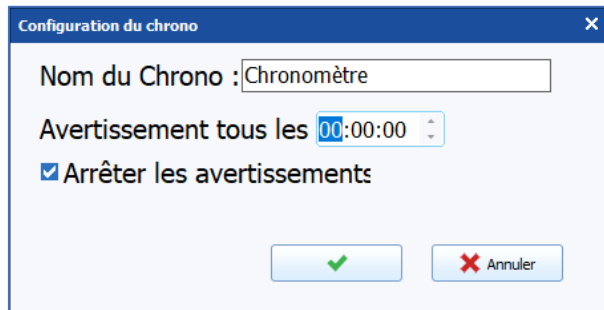 Configuration du chrono
Nom du Chrono : Chronomètre
Avertissement tous les 00:00:00
Arrêter les avertissements
Annuler